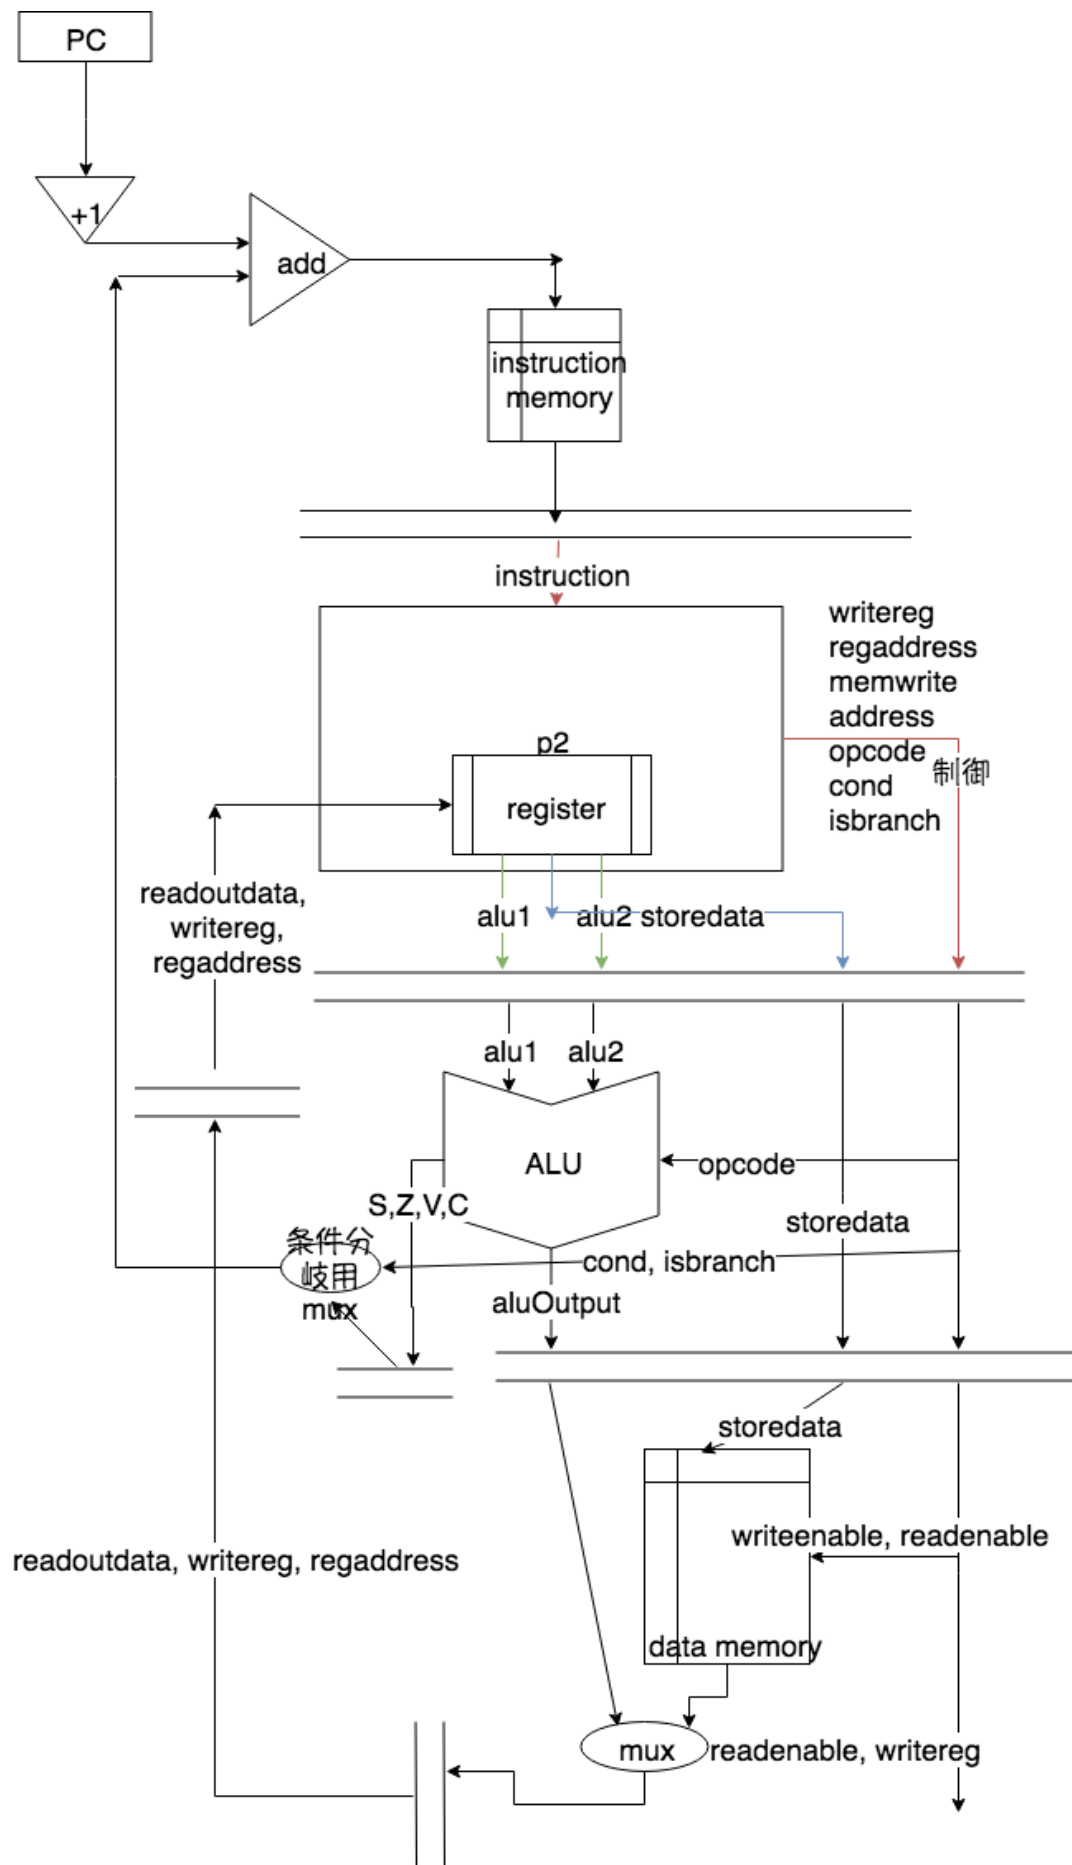 PC
+1
add
instruction
memory
instruction
writereg
regaddress
memwrite
address
opcode
cond
isbranch
制御
p2
register
readoutdata,
writereg,
regaddress
alu1
alu2
storedata
alu1
alu2
ALU
opcode
S,Z,V,C
storedata
条件分
岐用
mux
cond, isbranch
aluOutput
storedata
writeenable, readenable
readoutdata, writereg, regaddress
data memory
mux
readenable, writereg